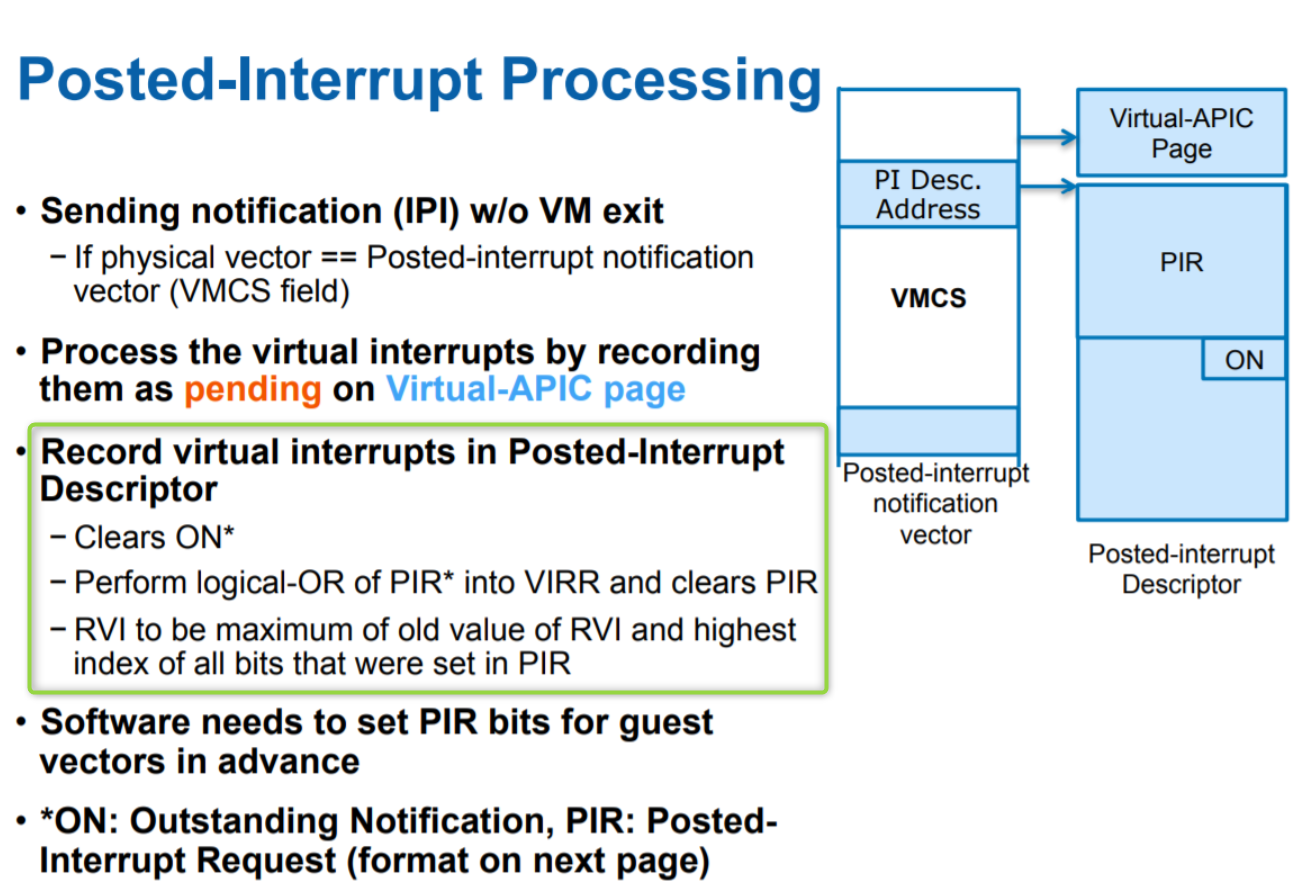 Posted-Interrupt Processing
• Sending notification (IPI) w/o VM exit
– If physical vector == Posted-interrupt notification
vector (VMCS field)
• Process the virtual interrupts by recording
them as pending on Virtual-APIC page
• Record virtual interrupts in Posted-Interrupt
Descriptor
– Clears ON*
– Perform logical-OR of PIR* into VIRR and clears PIR
– RVI to be maximum of old value of RVI and highest
index of all bits that were set in PIR
• Software needs to set PIR bits for guest
vectors in advance
• *ON: Outstanding Notification, PIR: Posted-
Interrupt Request (format on next page)
PI Desc.
Address
VMCS
Posted-interrupt
notification
vector
Virtual-APIC
Page
PIR
ON
Posted-interrupt
Descriptor